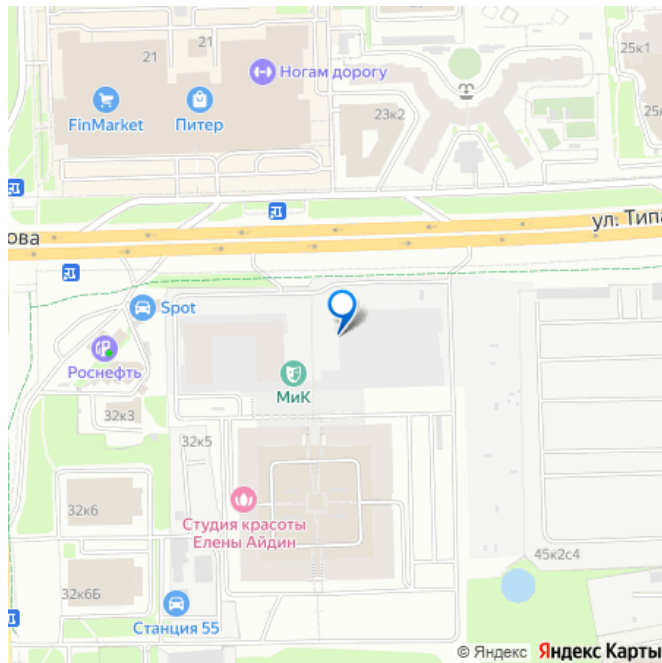 21
21
25к1
Ногам дорогу
FinMarket
Питер
23к2
25к
ова
ул. Типа
Spot
Роснефть
МиК
32к3
32к5
32к6
Студия красоты
Елены Айдин
45к2с4
32к6Б
Станция 55
© Яндекс Яндекс Карты